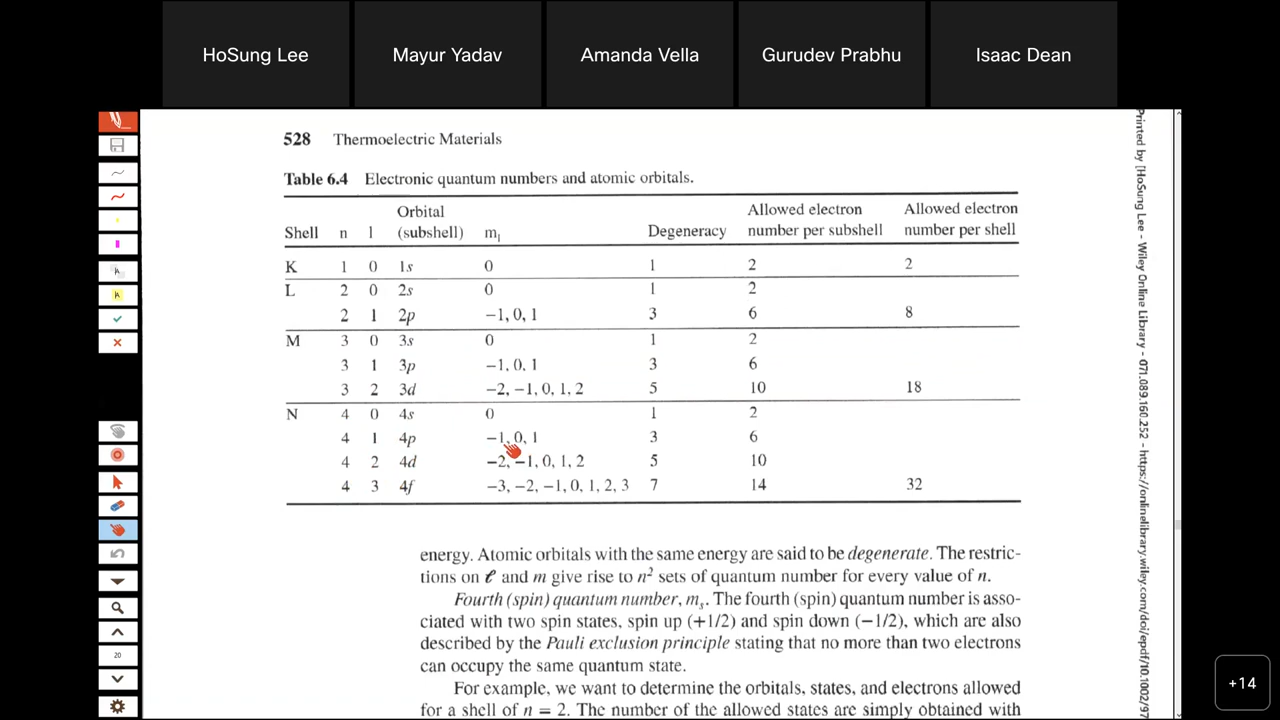 HoSung Lee Mayur Yadav Amanda Vella Gurudev Prabhu Isaac Dean
528 Thermoelectric Materials
Table 6.4 Electronic quantum numbers and atomic orbitals.
Orbital Allowed electron Allowed electron
Shell n l (subshell) mₗ Degeneracy number per subshell number per shell
K 1 0 1s 0 1 2 2
L 2 0 2s 0 1 2
2 1 2p −1, 0, 1 3 6 8
M 3 0 3s 0 1 2
3 1 3p −1, 0, 1 3 6
3 2 3d −2, −1, 0, 1, 2 5 10 18
N 4 0 4s 0 1 2
4 1 4p −1, 0, 1 3 6
4 2 4d −2, −1, 0, 1, 2 5 10
4 3 4f −3, −2, −1, 0, 1, 2, 3 7 14 32
energy. Atomic orbitals with the same energy are said to be degenerate. The restric-
tions on ℓ and m give rise to n² sets of quantum number for every value of n.
Fourth (spin) quantum number, mₛ. The fourth (spin) quantum number is asso-
ciated with two spin states, spin up (+1/2) and spin down (−1/2), which are also
described by the Pauli exclusion principle stating that no more than two electrons
can occupy the same quantum state.
For example, we want to determine the orbitals, states, and electrons allowed
for a shell of n = 2. The number of the allowed states are simply obtained with
Printed by [HoSung Lee - Wiley Online Library - 071.089.160.252 - https://onlinelibrary.wiley.com/doi/epdf/10.1002/97
20
+14